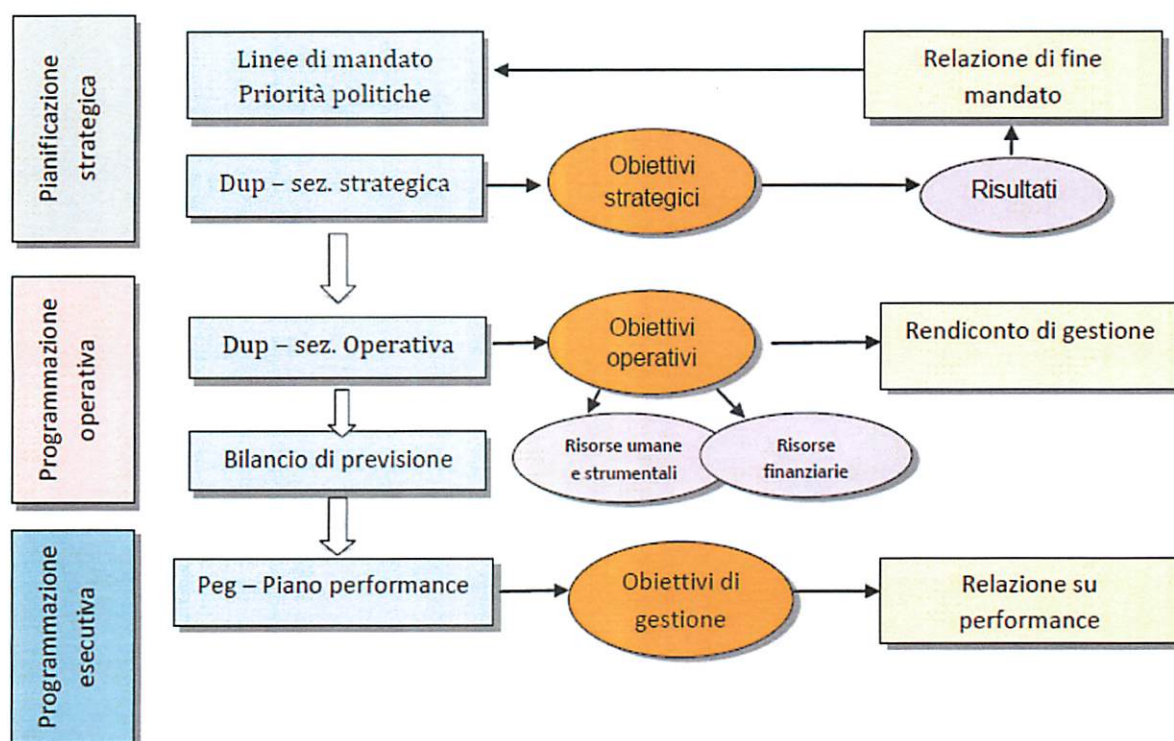 Pianificazione
strategica
Linee di mandato
Priorità politiche
Relazione di fine
mandato
Dup – sez. strategica
Obiettivi
strategici
Risultati
Programmazione
operativa
Dup – sez. Operativa
Obiettivi
operativi
Rendiconto di gestione
Bilancio di previsione
Risorse umane
e strumentali
Risorse
finanziarie
Programmazione
esecutiva
Peg – Piano performance
Obiettivi di
gestione
Relazione su
performance